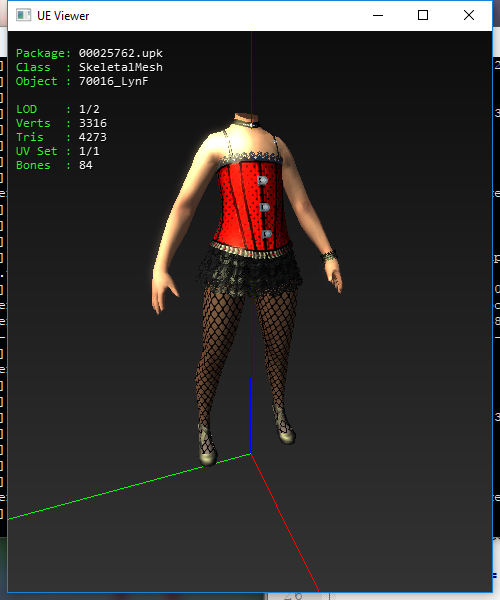 UE Viewer
Package: 00025762.upk
Class : SkeletalMesh
Object : 70016_LynF
LOD : 1/2
Verts : 3316
Tris : 4273
UV Set : 1/1
Bones : 84
26